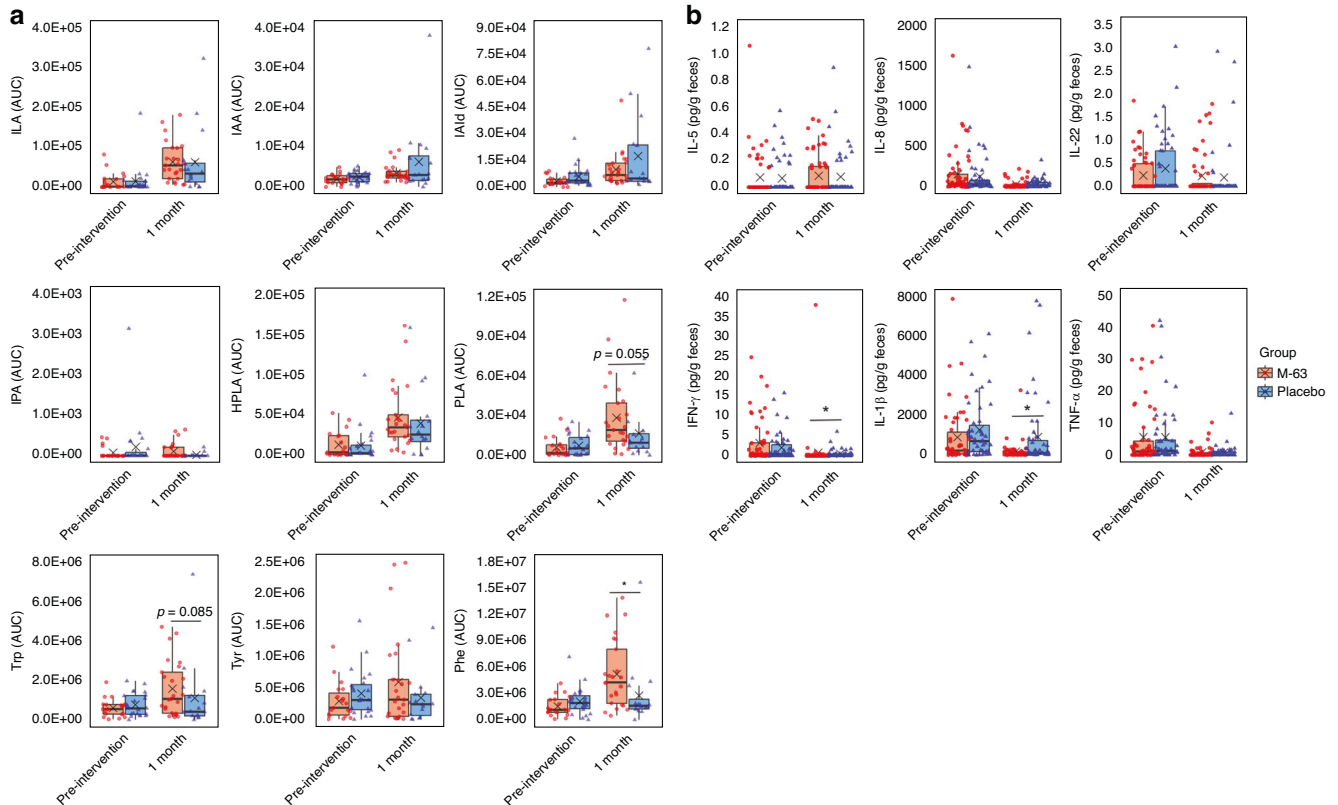 a
ILA (AUC)
4.0E+05
4.0E+05
3.0E+05
2.0E+05
1.0E+05
0.0E+00
Pre-intervention
1 month
IAA (AUC)
4.0E+04
3.0E+04
2.0E+04
1.0E+04
0.0E+00
Pre-intervention
1 month
IAld (AUC)
9.0E+04
7.5E+04
6.0E+04
4.5E+04
3.0E+04
1.5E+04
0.0E+00
Pre-intervention
1 month
IPA (AUC)
4.0E+03
3.0E+03
2.0E+03
1.0E+03
0.0E+00
Pre-intervention
1 month
HPLA (AUC)
2.0E+05
1.5E+05
1.0E+05
5.0E+04
0.0E+00
Pre-intervention
1 month
PLA (AUC)
1.2E+05
9.0E+04
6.0E+04
3.0E+04
0.0E+00
p = 0.055
Pre-intervention
1 month
Trp (AUC)
8.0E+06
6.0E+06
4.0E+06
2.0E+06
0.0E+00
p = 0.085
Pre-intervention
1 month
Tyr (AUC)
2.5E+06
2.0E+06
1.5E+06
1.0E+06
5.0E+06
0.0E+00
Pre-intervention
1 month
Phe (AUC)
1.8E+07
1.5E+07
1.2E+07
9.0E+06
6.0E+06
3.0E+06
0.0E+00
*
Pre-intervention
1 month
b
IL-5 (pg/g feces)
1.2
1.0
0.8
0.6
0.4
0.2
0.0
Pre-intervention
1 month
IL-8 (pg/g feces)
2000
1500
1000
500
0
Pre-intervention
1 month
IL-22 (pg/g feces)
3.5
3.0
2.5
2.0
1.5
1.0
0.5
0.0
Pre-intervention
1 month
IFN-γ (pg/g feces)
40
35
30
25
20
15
10
5
0
*
Pre-intervention
1 month
IL-1β (pg/g feces)
8000
6000
4000
2000
0
*
Pre-intervention
1 month
TNF-α (pg/g feces)
50
40
30
20
10
0
Pre-intervention
1 month
Group
M-63
Placebo